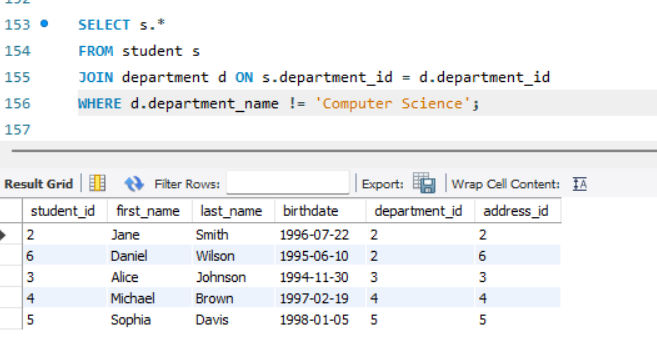 153 SELECT s.*
154 FROM student s
155 JOIN department d ON s.department_id = d.department_id
156 WHERE d.department_name != 'Computer Science';
157
Result Grid Filter Rows: Export: Wrap Cell Content:
student_id first_name last_name birthdate department_id address_id
2 Jane Smith 1996-07-22 2 2
6 Daniel Wilson 1995-06-10 2 6
3 Alice Johnson 1994-11-30 3 3
4 Michael Brown 1997-02-19 4 4
5 Sophia Davis 1998-01-05 5 5